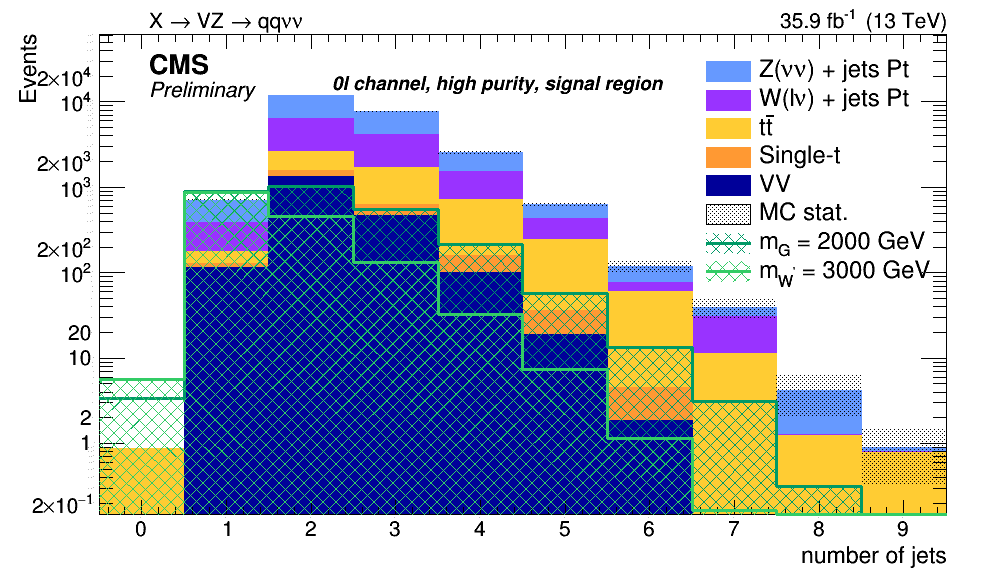 X → VZ → qqνν 35.9 fb⁻¹ (13 TeV)
Events
CMS
Preliminary
0l channel, high purity, signal region
Z(νν) + jets Pt
W(lν) + jets Pt
tt̄
Single-t
VV
MC stat.
m_G = 2000 GeV
m_W' = 3000 GeV
2×10⁴
10⁴
2×10³
10³
2×10²
10²
20
10
2
1
2×10⁻¹
0 1 2 3 4 5 6 7 8 9
number of jets